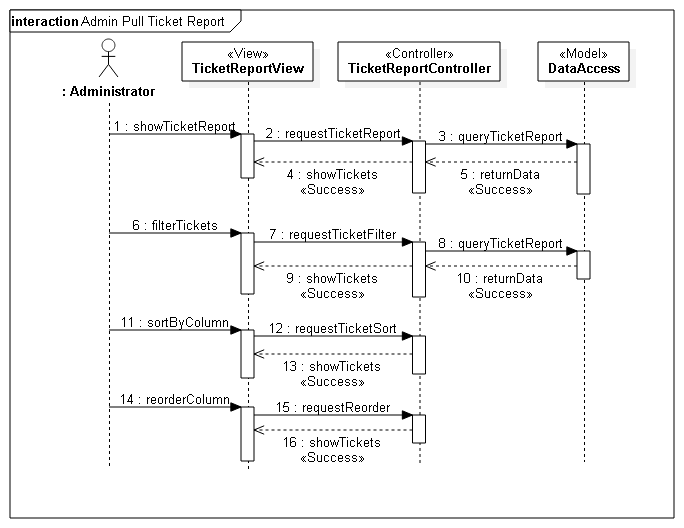 interaction Admin Pull Ticket Report
«View»
TicketReportView
«Controller»
TicketReportController
«Model»
DataAccess
: Administrator
1 : showTicketReport
2 : requestTicketReport
3 : queryTicketReport
4 : showTickets
«Success»
5 : returnData
«Success»
6 : filterTickets
7 : requestTicketFilter
8 : queryTicketReport
9 : showTickets
«Success»
10 : returnData
«Success»
11 : sortByColumn
12 : requestTicketSort
13 : showTickets
«Success»
14 : reorderColumn
15 : requestReorder
16 : showTickets
«Success»